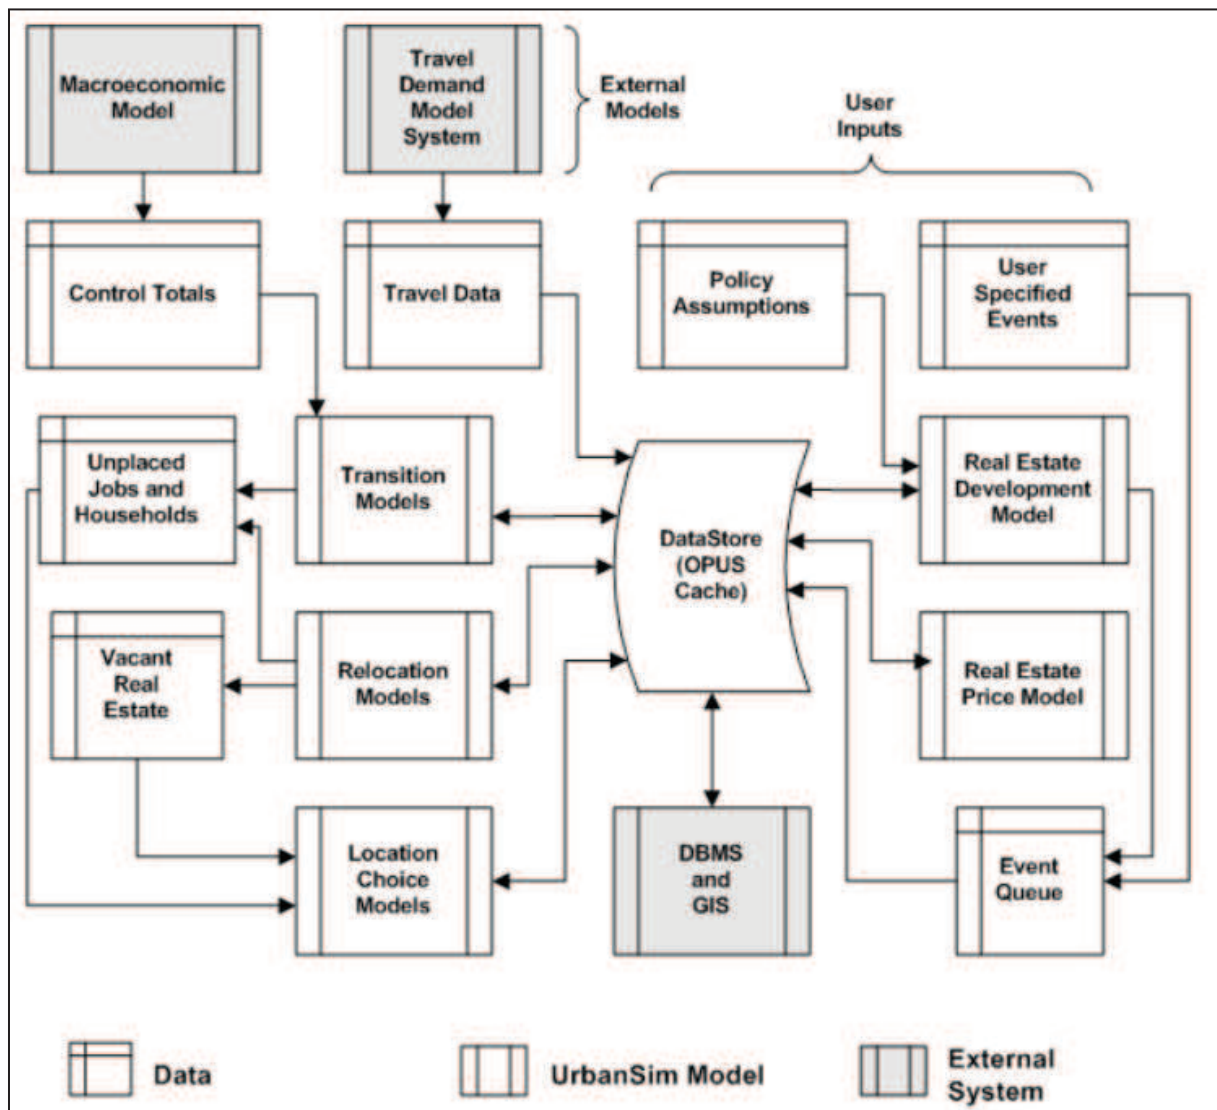 Macroeconomic
Model
Travel
Demand
Model
System
External
Models
User
Inputs
Control Totals
Travel Data
Policy
Assumptions
User
Specified
Events
Unplaced
Jobs and
Households
Transition
Models
DataStore
(OPUS
Cache)
Real Estate
Development
Model
Vacant
Real
Estate
Relocation
Models
Real Estate
Price Model
Location
Choice
Models
DBMS
and
GIS
Event
Queue
Data
UrbanSim Model
External
System